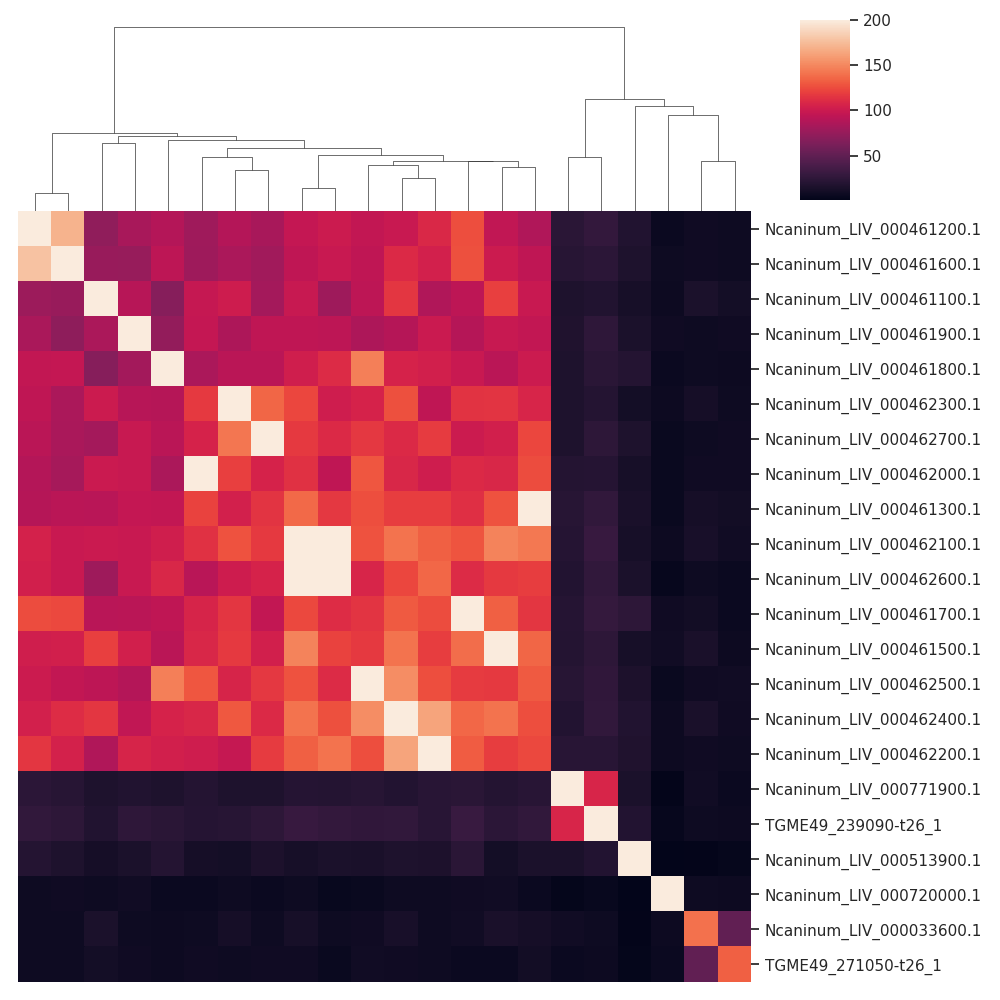 200
150
100
50
Ncaninum_LIV_000461200.1
Ncaninum_LIV_000461600.1
Ncaninum_LIV_000461100.1
Ncaninum_LIV_000461900.1
Ncaninum_LIV_000461800.1
Ncaninum_LIV_000462300.1
Ncaninum_LIV_000462700.1
Ncaninum_LIV_000462000.1
Ncaninum_LIV_000461300.1
Ncaninum_LIV_000462100.1
Ncaninum_LIV_000462600.1
Ncaninum_LIV_000461700.1
Ncaninum_LIV_000461500.1
Ncaninum_LIV_000462500.1
Ncaninum_LIV_000462400.1
Ncaninum_LIV_000462200.1
Ncaninum_LIV_000771900.1
TGME49_239090-t26_1
Ncaninum_LIV_000513900.1
Ncaninum_LIV_000720000.1
Ncaninum_LIV_000033600.1
TGME49_271050-t26_1